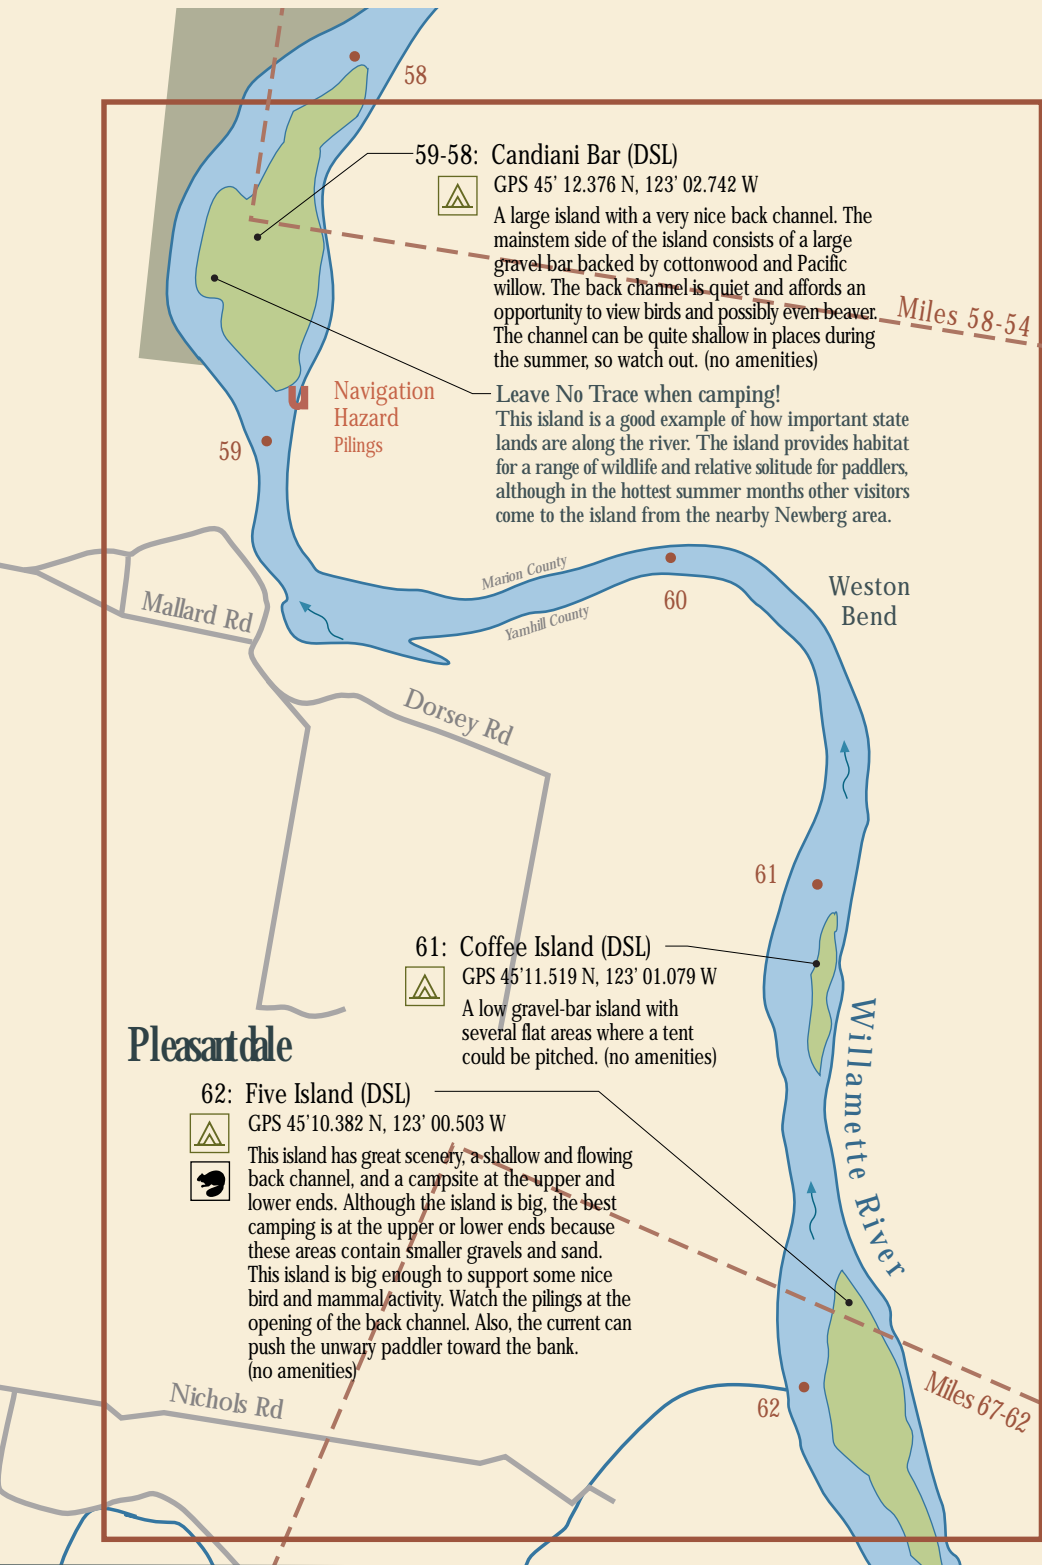 58
59-58: Candiani Bar (DSL)
GPS 45' 12.376 N, 123' 02.742 W
A large island with a very nice back channel. The
mainstem side of the island consists of a large
gravel bar backed by cottonwood and Pacific
willow. The back channel is quiet and affords an
opportunity to view birds and possibly even beaver.
The channel can be quite shallow in places during
the summer, so watch out. (no amenities)
Miles 58-54
Navigation
Hazard
Pilings
Leave No Trace when camping!
This island is a good example of how important state
lands are along the river. The island provides habitat
for a range of wildlife and relative solitude for paddlers,
although in the hottest summer months other visitors
come to the island from the nearby Newberg area.
59
Marion County
Yamhill County
60
Weston
Bend
Mallard Rd
Dorsey Rd
61
61: Coffee Island (DSL)
GPS 45'11.519 N, 123' 01.079 W
A low gravel-bar island with
several flat areas where a tent
could be pitched. (no amenities)
Willamette River
Pleasantdale
62: Five Island (DSL)
GPS 45'10.382 N, 123' 00.503 W
This island has great scenery, a shallow and flowing
back channel, and a campsite at the upper and
lower ends. Although the island is big, the best
camping is at the upper or lower ends because
these areas contain smaller gravels and sand.
This island is big enough to support some nice
bird and mammal activity. Watch the pilings at the
opening of the back channel. Also, the current can
push the unwary paddler toward the bank.
(no amenities)
Nichols Rd
62
Miles 67-62